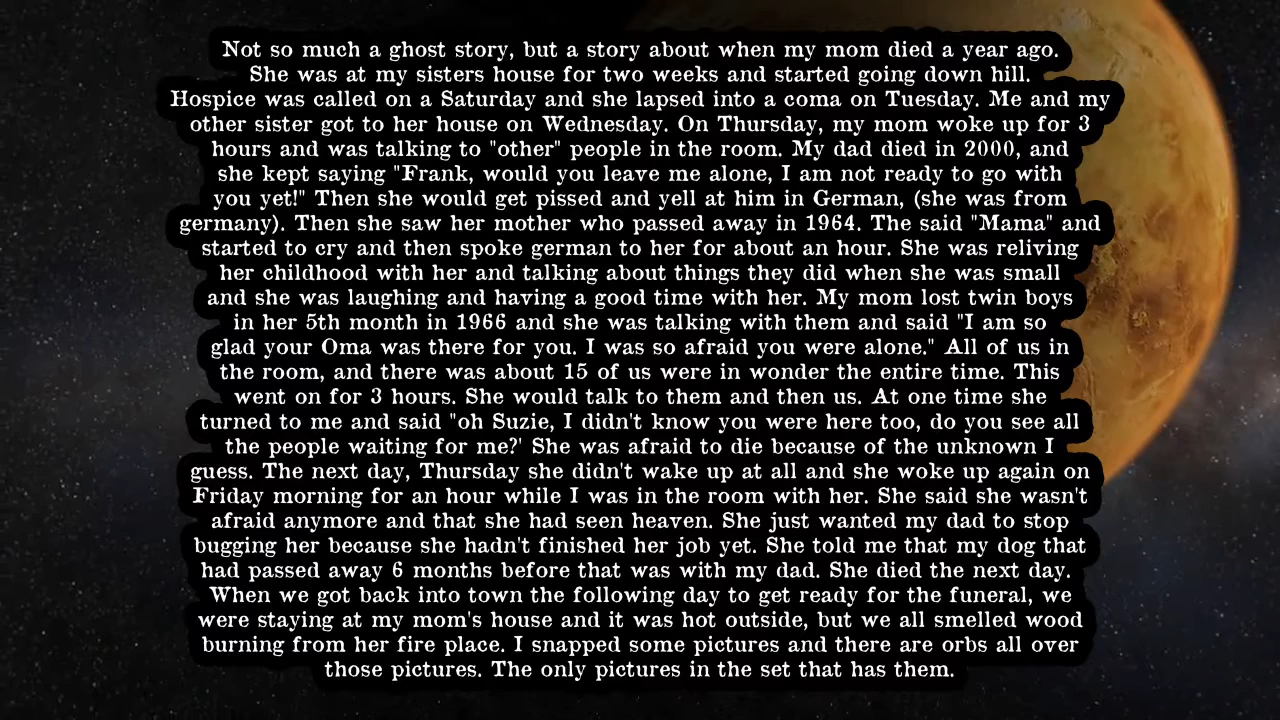 Not so much a ghost story, but a story about when my mom died a year ago.
She was at my sisters house for two weeks and started going down hill.
Hospice was called on a Saturday and she lapsed into a coma on Tuesday. Me and my
other sister got to her house on Wednesday. On Thursday, my mom woke up for 3
hours and was talking to "other" people in the room. My dad died in 2000, and
she kept saying "Frank, would you leave me alone, I am not ready to go with
you yet!" Then she would get pissed and yell at him in German, (she was from
germany). Then she saw her mother who passed away in 1964. The said "Mama" and
started to cry and then spoke german to her for about an hour. She was reliving
her childhood with her and talking about things they did when she was small
and she was laughing and having a good time with her. My mom lost twin boys
in her 5th month in 1966 and she was talking with them and said "I am so
glad your Oma was there for you. I was so afraid you were alone." All of us in
the room, and there was about 15 of us were in wonder the entire time. This
went on for 3 hours. She would talk to them and then us. At one time she
turned to me and said "oh Suzie, I didn't know you were here too, do you see all
the people waiting for me?' She was afraid to die because of the unknown I
guess. The next day, Thursday she didn't wake up at all and she woke up again on
Friday morning for an hour while I was in the room with her. She said she wasn't
afraid anymore and that she had seen heaven. She just wanted my dad to stop
bugging her because she hadn't finished her job yet. She told me that my dog that
had passed away 6 months before that was with my dad. She died the next day.
When we got back into town the following day to get ready for the funeral, we
were staying at my mom's house and it was hot outside, but we all smelled wood
burning from her fire place. I snapped some pictures and there are orbs all over
those pictures. The only pictures in the set that has them.